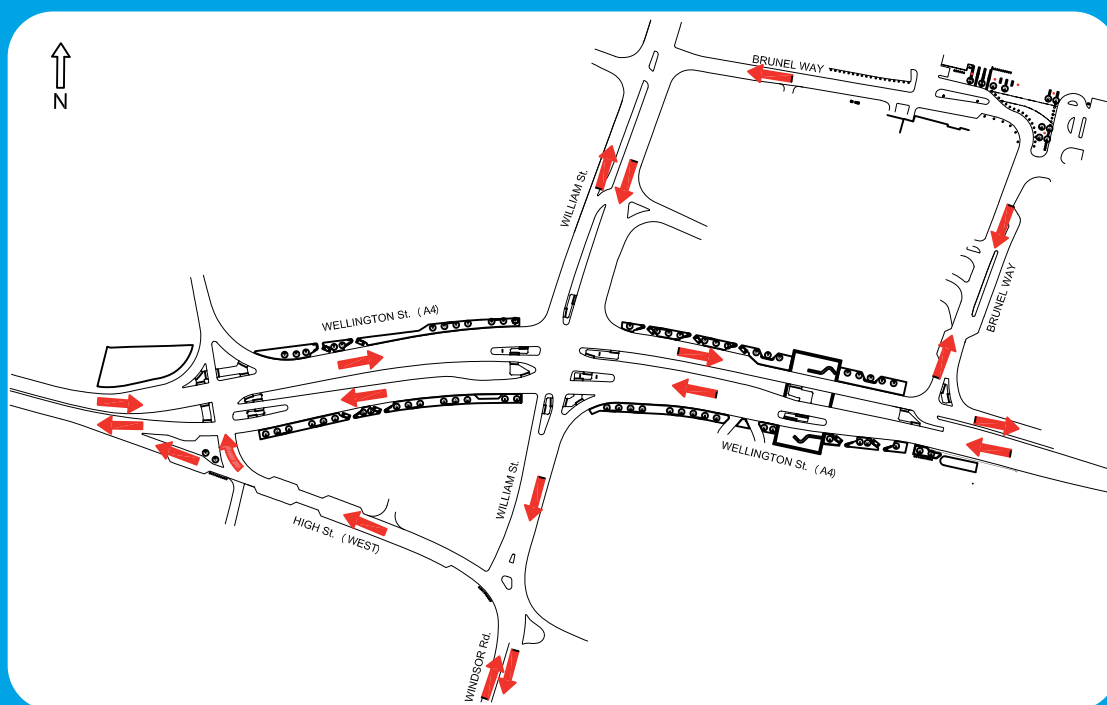 N
BRUNEL WAY
WILLIAM St.
BRUNEL WAY
WELLINGTON St. ( A4)
WELLINGTON St. (A4)
WILLIAM St.
HIGH St. ( WEST)
WINDSOR Rd.